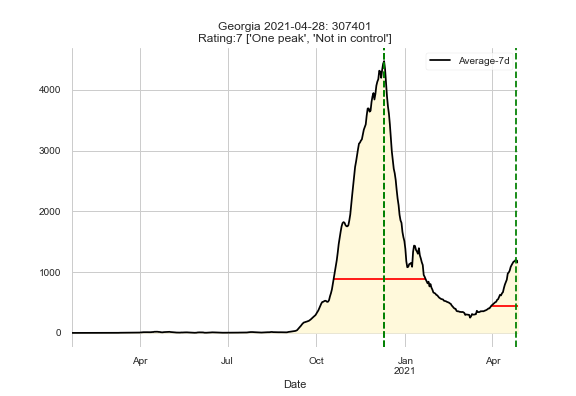 Georgia 2021-04-28: 307401
Rating:7 ['One peak', 'Not in control']
Average-7d
4000
3000
2000
1000
0
Apr
Jul
Oct
Jan
2021
Apr
Date